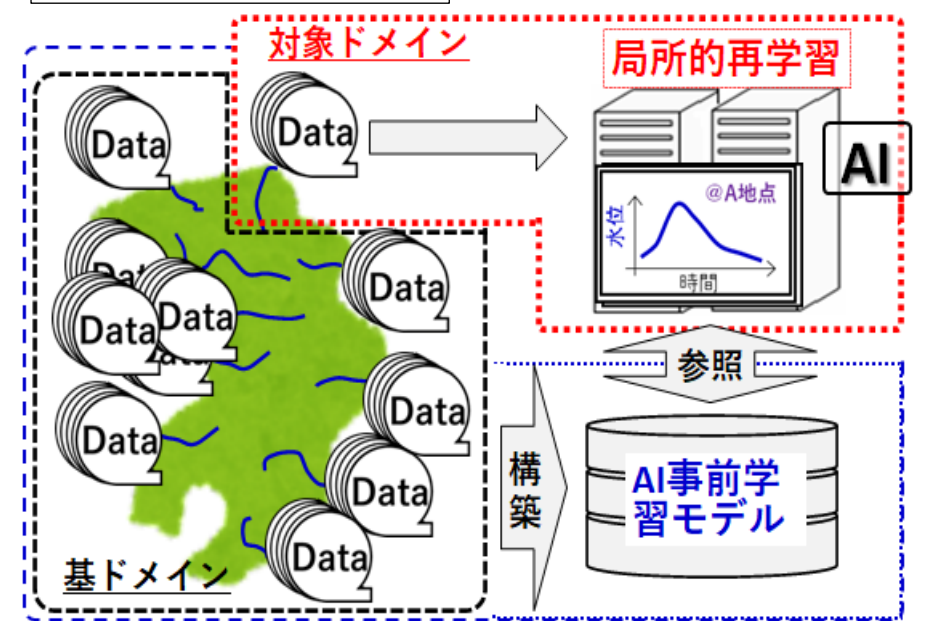 対象ドメイン
局所的再学習
Data
Data
AI
@A地点
水位
時間
Data
Data
Data
Data
Data
参照
Data
Data
Data
Data
Data
構築
AI事前学
習モデル
基ドメイン